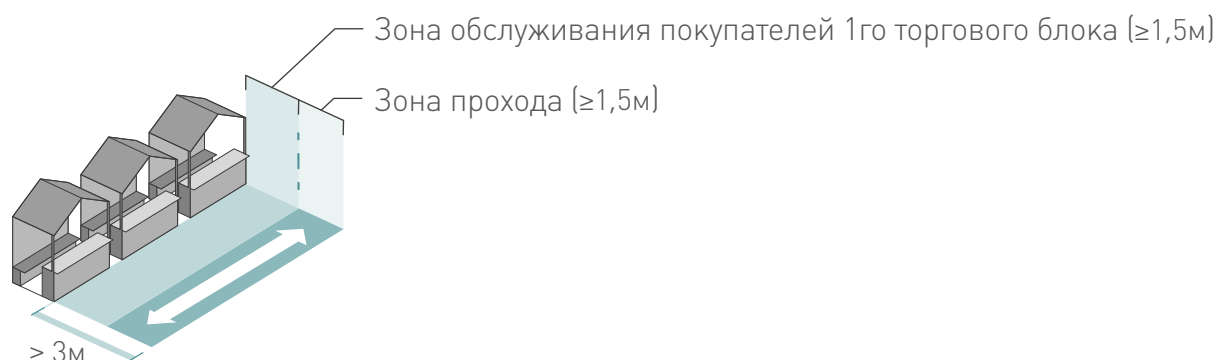 Зона обслуживания покупателей 1го торгового блока (≥1,5м)
Зона прохода (≥1,5м)
> 3м